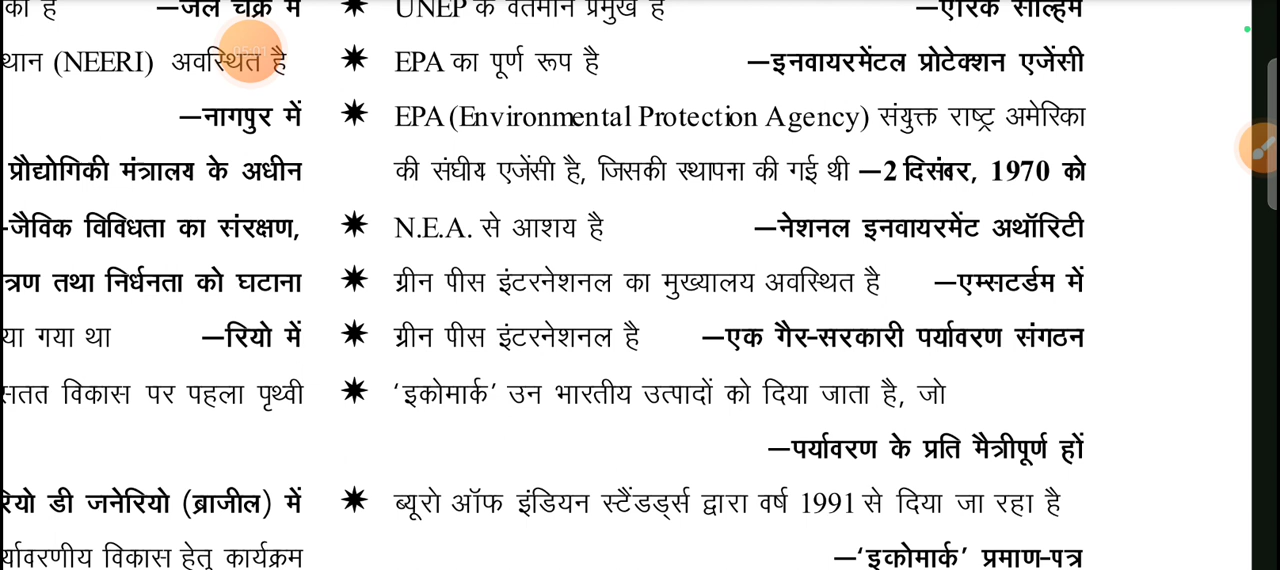 को है —जल चक्र में
थान (NEERI) अवस्थित है
—नागपुर में
प्रौद्योगिकी मंत्रालय के अधीन
-जैविक विविधता का संरक्षण,
त्रण तथा निर्धनता को घटाना
या गया था —रियो में
सतत विकास पर पहला पृथ्वी
रियो डी जनेरियो (ब्राजील) में
र्यावरणीय विकास हेतु कार्यक्रम
✷ UNEP के वर्तमान प्रमुख हैं —एरिक सोल्हिम
✷ EPA का पूर्ण रूप है —इनवायरमेंटल प्रोटेक्शन एजेंसी
✷ EPA (Environmental Protection Agency) संयुक्त राष्ट्र अमेरिका
की संघीय एजेंसी है, जिसकी स्थापना की गई थी —2 दिसंबर, 1970 को
✷ N.E.A. से आशय है —नेशनल इनवायरमेंट अथॉरिटी
✷ ग्रीन पीस इंटरनेशनल का मुख्यालय अवस्थित है —एम्सटर्डम में
✷ ग्रीन पीस इंटरनेशनल है —एक गैर-सरकारी पर्यावरण संगठन
✷ ‘इकोमार्क’ उन भारतीय उत्पादों को दिया जाता है, जो
—पर्यावरण के प्रति मैत्रीपूर्ण हों
✷ ब्यूरो ऑफ इंडियन स्टैंडर्ड्स द्वारा वर्ष 1991 से दिया जा रहा है
—‘इकोमार्क’ प्रमाण-पत्र
05:01